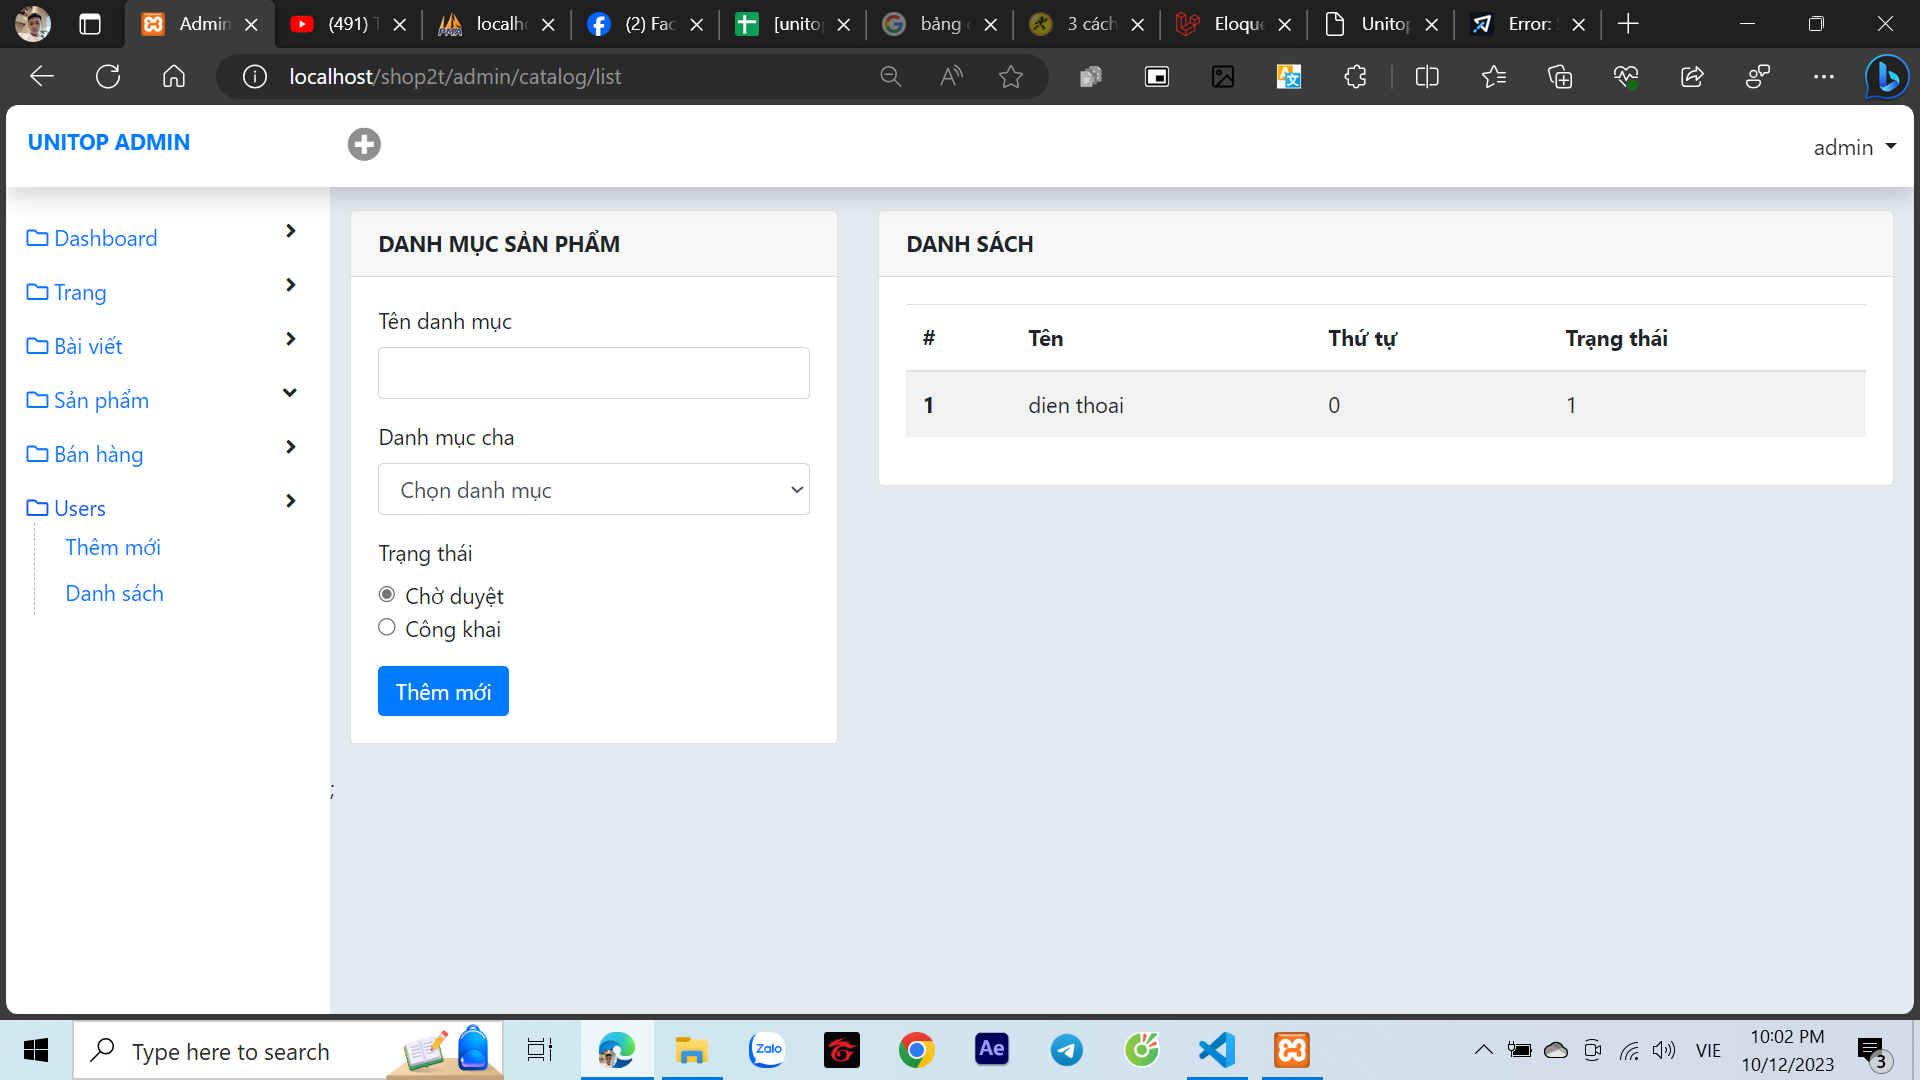 Admin
(491) T
localho
(2) Fac
[unitop
bảng c
3 cách
Eloque
Unitop
Error: S
localhost/shop2t/admin/catalog/list
UNITOP ADMIN
admin
Dashboard
Trang
Bài viết
Sản phẩm
Bán hàng
Users
Thêm mới
Danh sách
DANH MỤC SẢN PHẨM
Tên danh mục
Danh mục cha
Chọn danh mục
Trạng thái
Chờ duyệt
Công khai
Thêm mới
;
DANH SÁCH
# Tên Thứ tự Trạng thái
1 dien thoai 0 1
Type here to search
Zalo
Ae
VIE
10:02 PM
10/12/2023
3